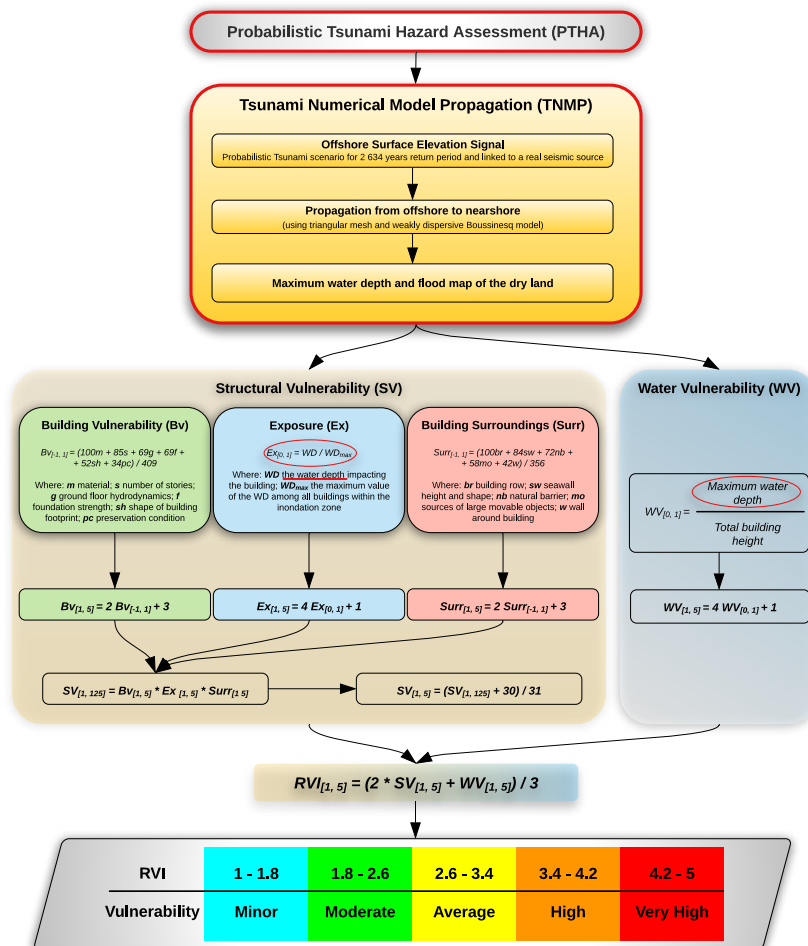 Probabilistic Tsunami Hazard Assessment (PTHA)
Tsunami Numerical Model Propagation (TNMP)
Offshore Surface Elevation Signal
Probabilistic Tsunami scenario for 2 634 years return period and linked to a real seismic source
Propagation from offshore to nearshore
(using triangular mesh and weakly dispersive Boussinesq model)
Maximum water depth and flood map of the dry land
Structural Vulnerability (SV)
Building Vulnerability (Bv)
Bv[-1, 1] = (100m + 85s + 69g + 69f +
+ 52sh + 34pc) / 409
Where: m material; s number of stories;
g ground floor hydrodynamics; f
foundation strength; sh shape of building
footprint; pc preservation condition
Exposure (Ex)
Ex[0, 1] = WD / WDmax
Where: WD the water depth impacting
the building; WDmax the maximum value
of the WD among all buildings within the
inondation zone
Building Surroundings (Surr)
Surr[-1, 1] = (100br + 84sw + 72nb +
+ 58mo + 42w) / 356
Where: br building row; sw seawall
height and shape; nb natural barrier; mo
sources of large movable objects; w wall
around building
Bv[1, 5] = 2 Bv[-1, 1] + 3
Ex[1, 5] = 4 Ex[0, 1] + 1
Surr[1, 5] = 2 Surr[-1, 1] + 3
SV[1, 125] = Bv[1, 5] * Ex [1, 5] * Surr[1 5]
SV[1, 5] = (SV[1, 125] + 30) / 31
Water Vulnerability (WV)
WV[0, 1] =
Maximum water
depth
Total building
height
WV[1, 5] = 4 WV[0, 1] + 1
RVI[1, 5] = (2 * SV[1, 5] + WV[1, 5]) / 3
RVI 1 - 1.8 1.8 - 2.6 2.6 - 3.4 3.4 - 4.2 4.2 - 5
Vulnerability Minor Moderate Average High Very High